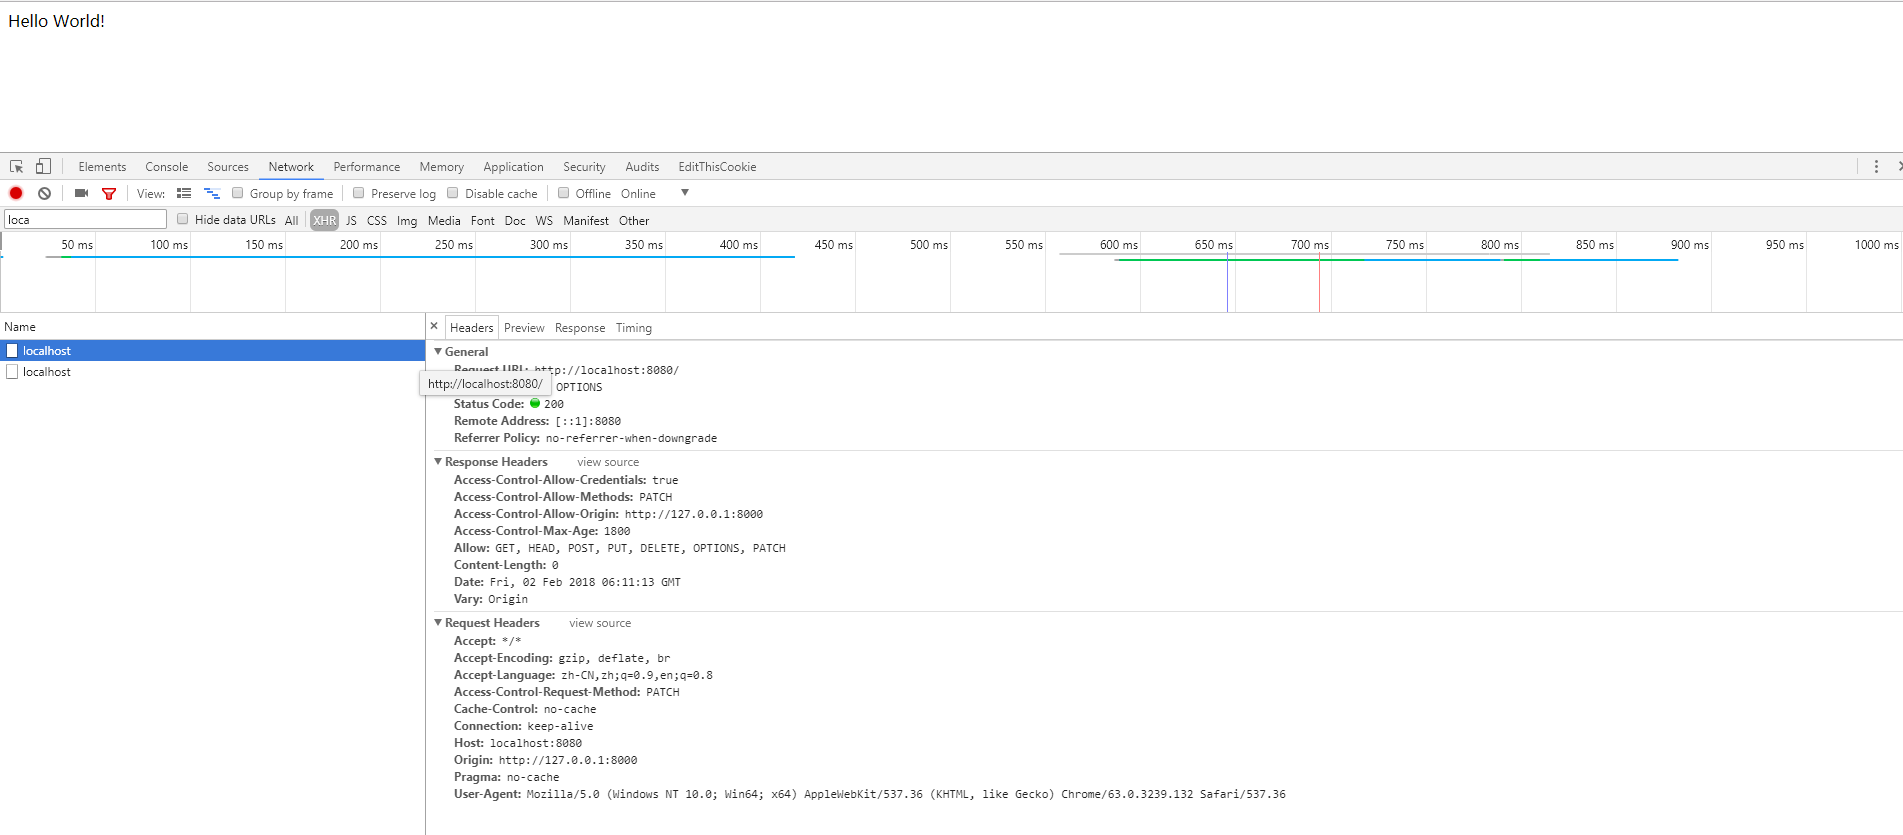 Hello World!
Elements Console Sources Network Performance Memory Application Security Audits EditThisCookie
View: Group by frame Preserve log Disable cache Offline Online
loca Hide data URLs All XHR JS CSS Img Media Font Doc WS Manifest Other
50 ms 100 ms 150 ms 200 ms 250 ms 300 ms 350 ms 400 ms 450 ms 500 ms 550 ms 600 ms 650 ms 700 ms 750 ms 800 ms 850 ms 900 ms 950 ms 1000 ms
Name
Headers Preview Response Timing
localhost
localhost
General
Request URL: http://localhost:8080/
http://localhost:8080/ OPTIONS
Status Code: 200
Remote Address: [::1]:8080
Referrer Policy: no-referrer-when-downgrade
Response Headers view source
Access-Control-Allow-Credentials: true
Access-Control-Allow-Methods: PATCH
Access-Control-Allow-Origin: http://127.0.0.1:8000
Access-Control-Max-Age: 1800
Allow: GET, HEAD, POST, PUT, DELETE, OPTIONS, PATCH
Content-Length: 0
Date: Fri, 02 Feb 2018 06:11:13 GMT
Vary: Origin
Request Headers view source
Accept: */*
Accept-Encoding: gzip, deflate, br
Accept-Language: zh-CN,zh;q=0.9,en;q=0.8
Access-Control-Request-Method: PATCH
Cache-Control: no-cache
Connection: keep-alive
Host: localhost:8080
Origin: http://127.0.0.1:8000
Pragma: no-cache
User-Agent: Mozilla/5.0 (Windows NT 10.0; Win64; x64) AppleWebKit/537.36 (KHTML, like Gecko) Chrome/63.0.3239.132 Safari/537.36